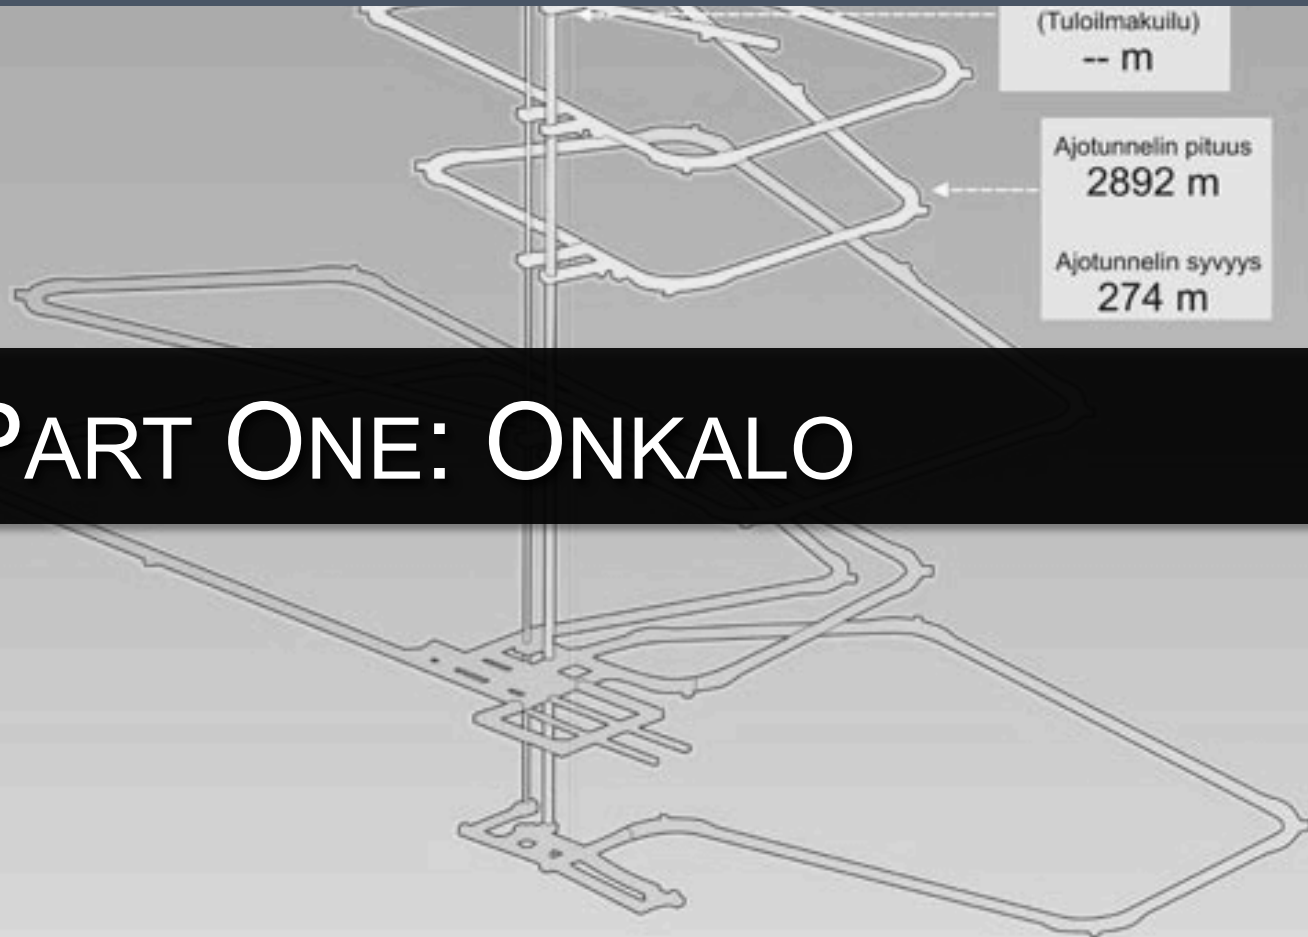 (Tuloilmakuilu)
-- m
Ajotunnelin pituus
2892 m
Ajotunnelin syvyys
274 m
PART ONE: ONKALO